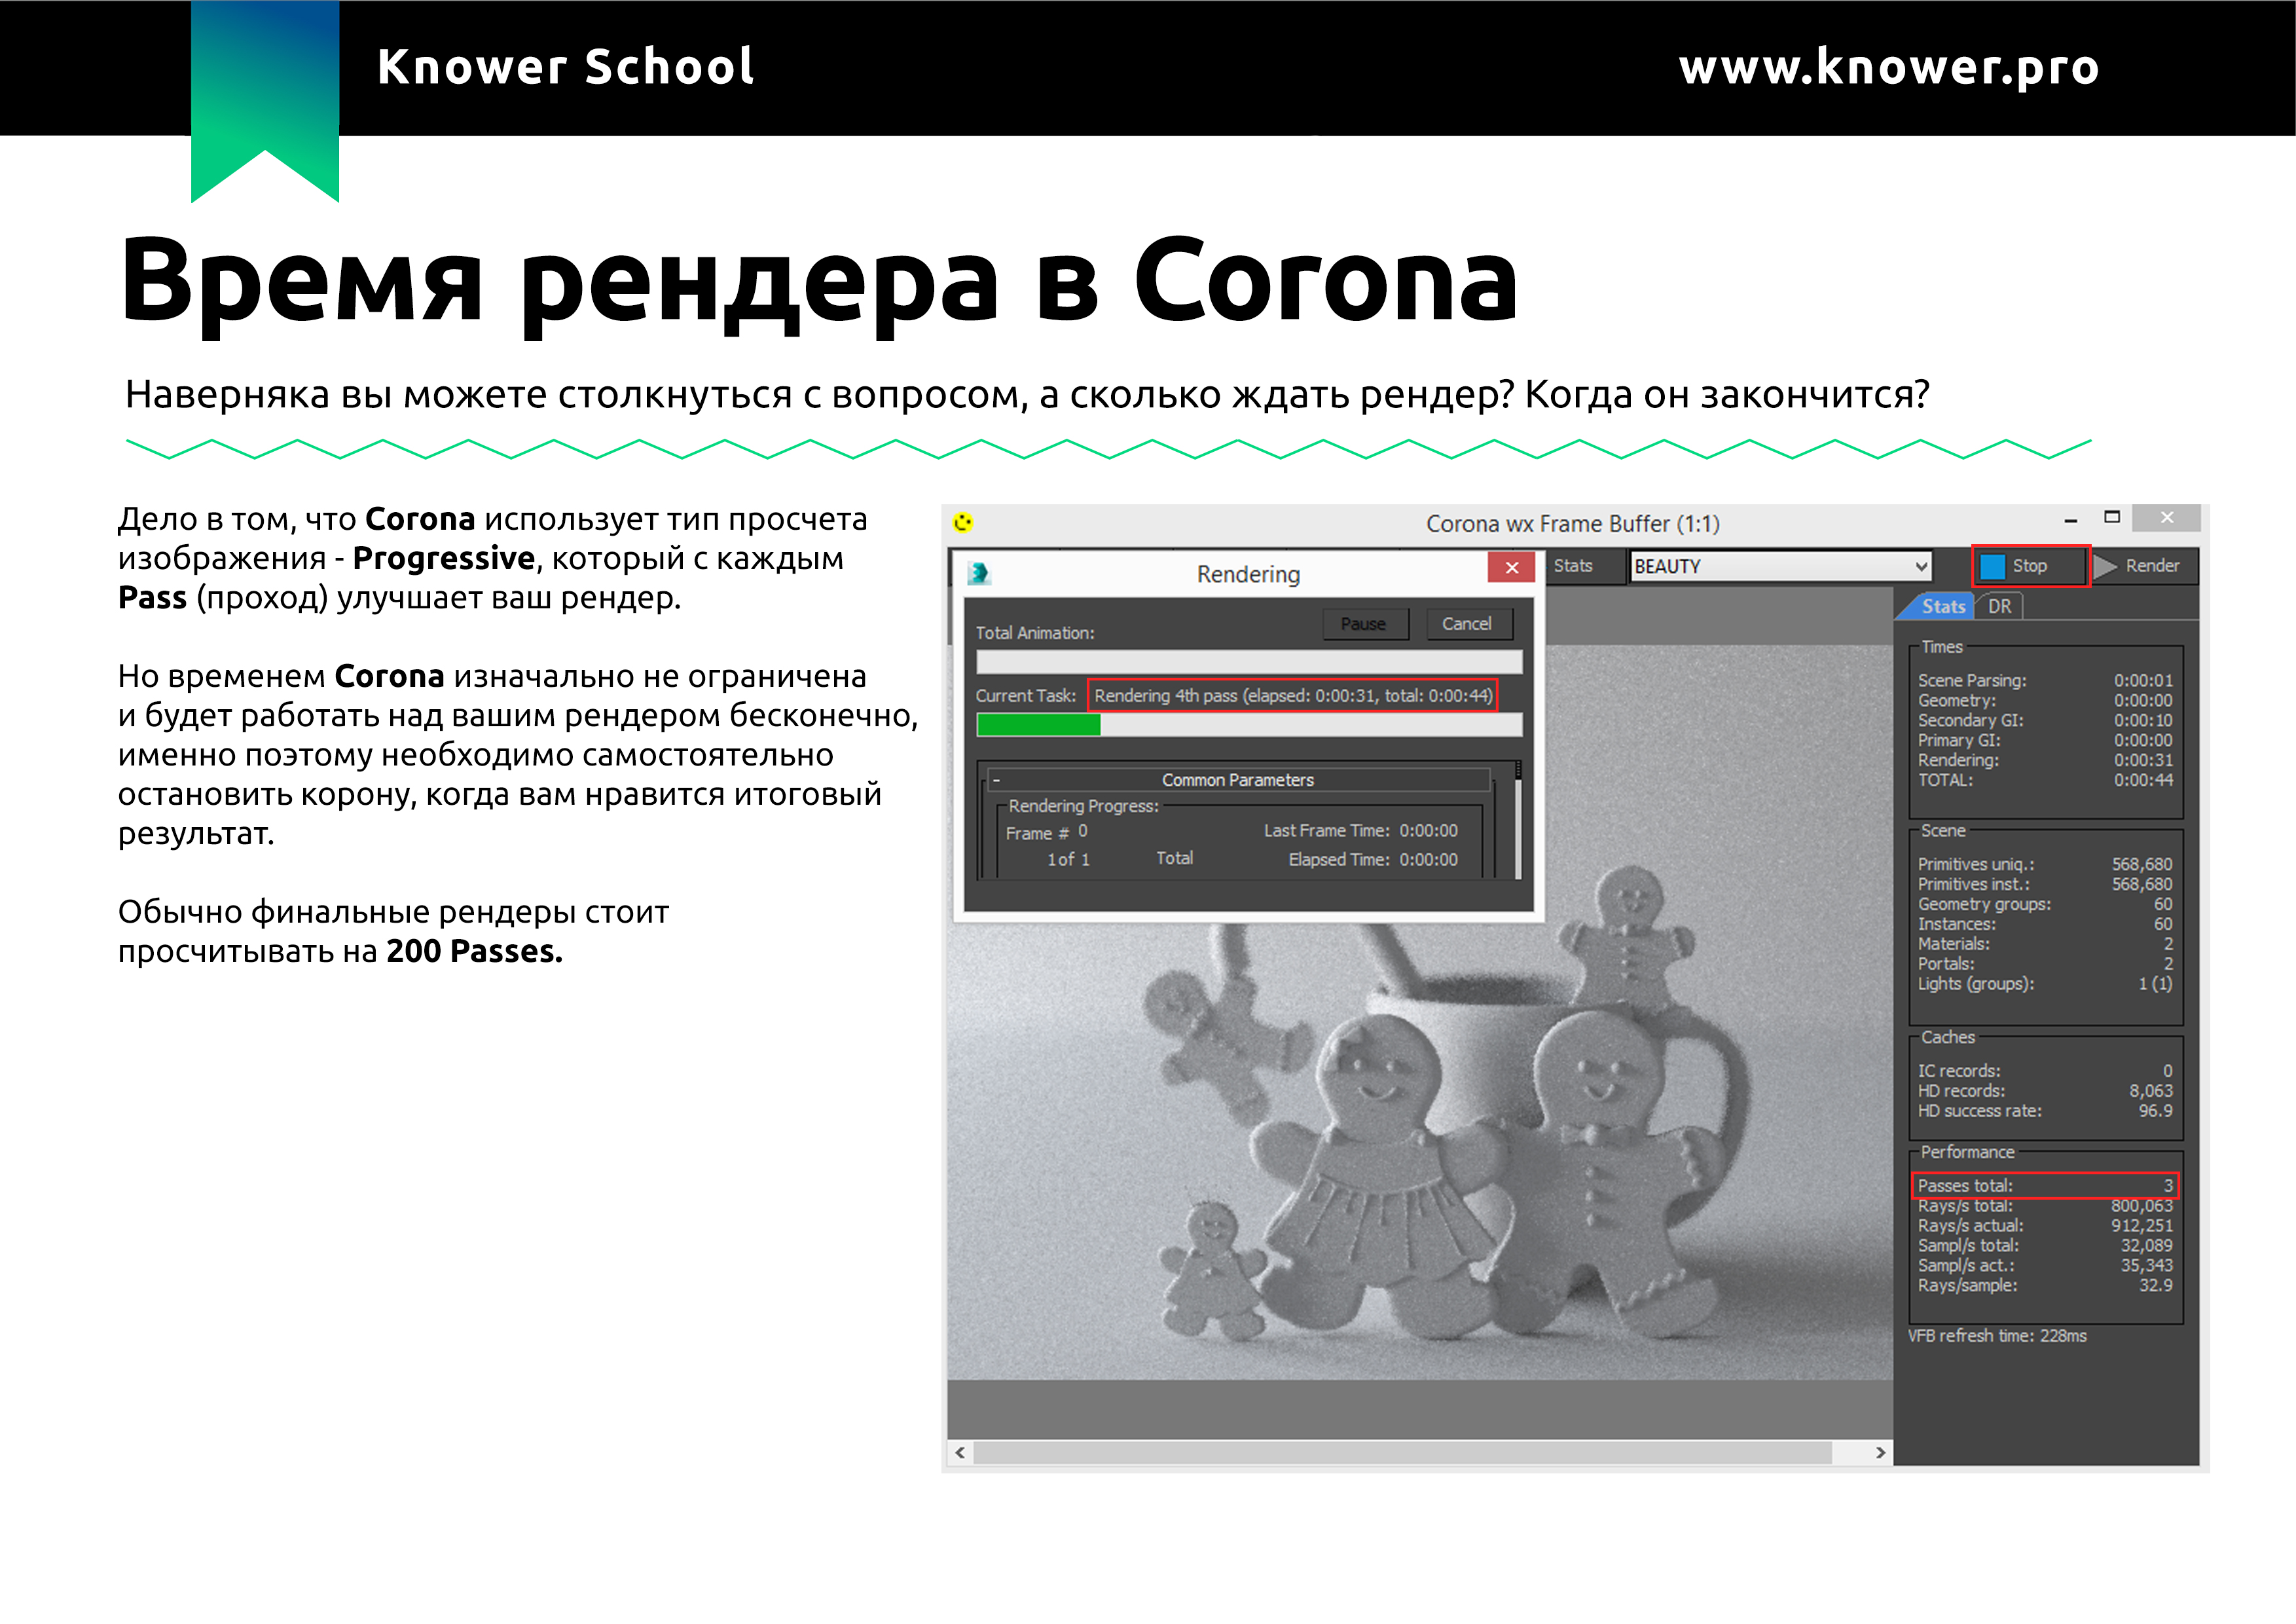 Knower School
www.knower.pro
Время рендера в Corona
Наверняка вы можете столкнуться с вопросом, а сколько ждать рендер? Когда он закончится?
Дело в том, что Corona использует тип просчета
изображения - Progressive, который с каждым
Pass (проход) улучшает ваш рендер.
Но временем Corona изначально не ограничена
и будет работать над вашим рендером бесконечно,
именно поэтому необходимо самостоятельно
остановить корону, когда вам нравится итоговый
результат.
Обычно финальные рендеры стоит
просчитывать на 200 Passes.
Corona wx Frame Buffer (1:1)
Stats
BEAUTY
Stop
Render
Rendering
Pause
Cancel
Total Animation:
Current Task: Rendering 4th pass (elapsed: 0:00:31, total: 0:00:44)
- Common Parameters
Rendering Progress:
Frame # 0
Last Frame Time: 0:00:00
1 of 1
Total
Elapsed Time: 0:00:00
Stats
DR
Times
Scene Parsing: 0:00:01
Geometry: 0:00:00
Secondary GI: 0:00:10
Primary GI: 0:00:00
Rendering: 0:00:31
TOTAL: 0:00:44
Scene
Primitives uniq.: 568,680
Primitives inst.: 568,680
Geometry groups: 60
Instances: 60
Materials: 2
Portals: 2
Lights (groups): 1 (1)
Caches
IC records: 0
HD records: 8,063
HD success rate: 96.9
Performance
Passes total: 3
Rays/s total: 800,063
Rays/s actual: 912,251
Sampl/s total: 32,089
Sampl/s act.: 35,343
Rays/sample: 32.9
VFB refresh time: 228ms